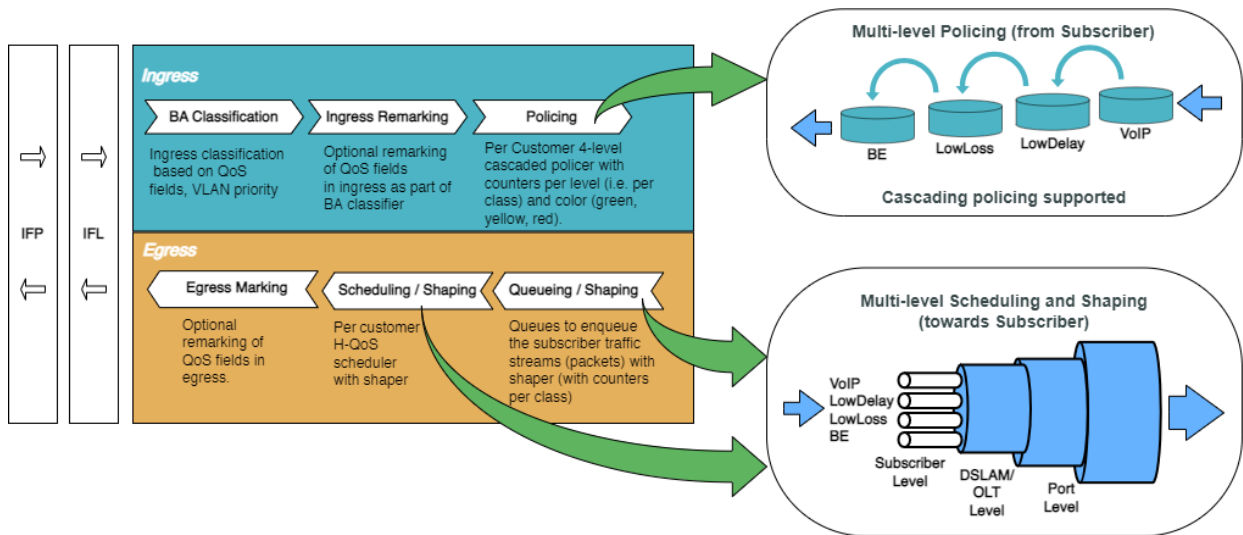 IFP
IFL
Ingress
BA Classification
Ingress Remarking
Policing
Ingress classification
based on QoS
fields, VLAN priority
Optional remarking
of QoS fields
in ingress as part of
BA classifier
Per Customer 4-level
cascaded policer with
counters per level (i.e. per
class) and color (green,
yellow, red).
Egress
Egress Marking
Scheduling / Shaping
Queueing / Shaping
Optional
remarking of
QoS fields in
egress.
Per customer
H-QoS
scheduler
with shaper
Queues to enqueue
the subscriber traffic
streams (packets) with
shaper (with counters
per class)
Multi-level Policing (from Subscriber)
BE
LowLoss
LowDelay
VoIP
Cascading policing supported
Multi-level Scheduling and Shaping
(towards Subscriber)
VoIP
LowDelay
LowLoss
BE
Subscriber
Level
DSLAM/
OLT
Level
Port
Level